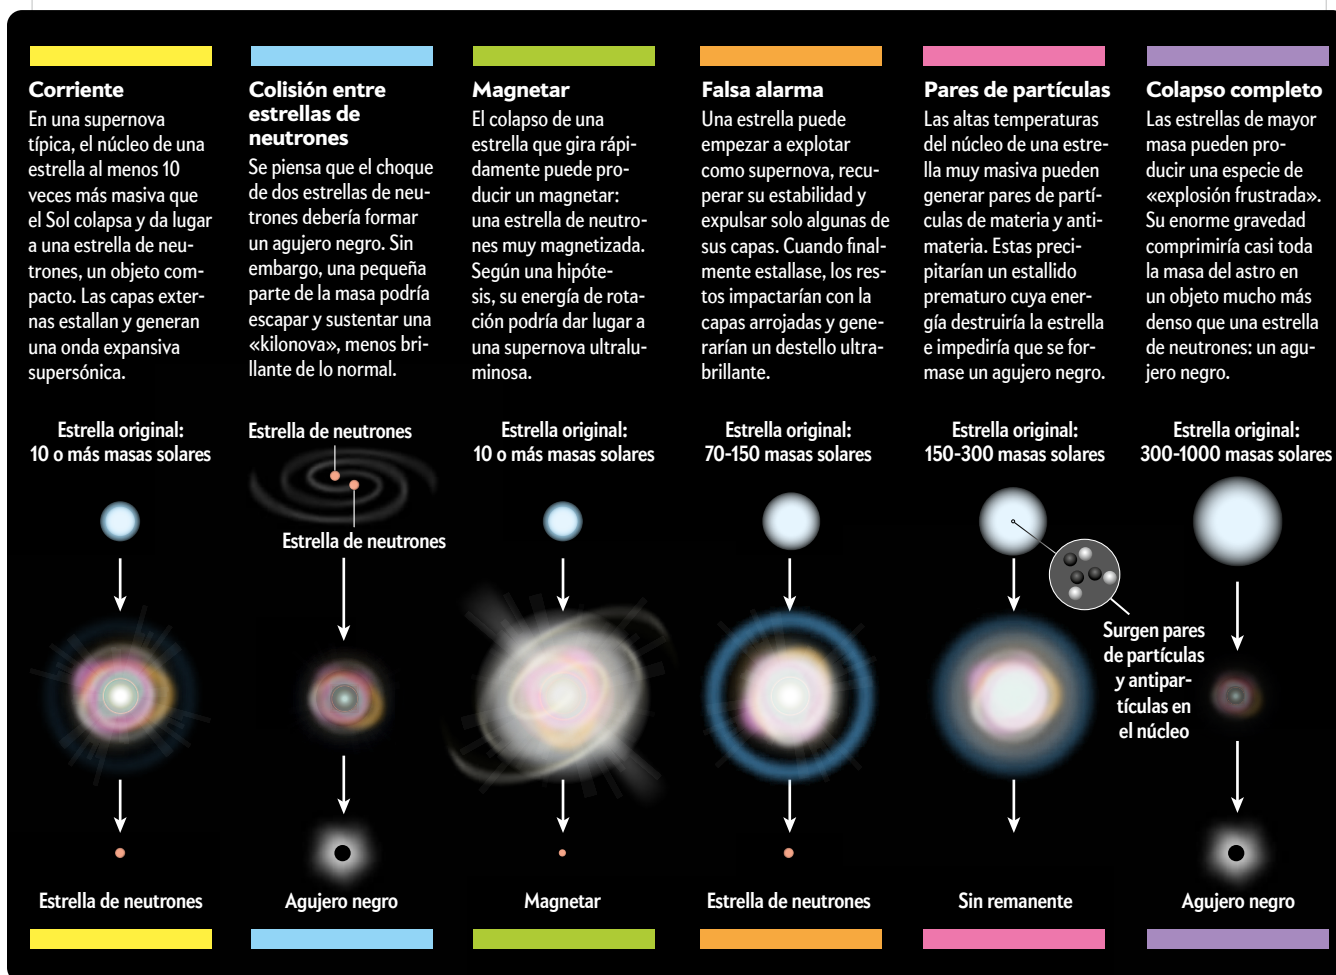 Corriente
En una supernova
típica, el núcleo de una
estrella al menos 10
veces más masiva que
el Sol colapsa y da lugar
a una estrella de neu-
trones, un objeto com-
pacto. Las capas exter-
nas estallan y generan
una onda expansiva
supersónica.
Estrella original:
10 o más masas solares
Estrella de neutrones
Colisión entre
estrellas de
neutrones
Se piensa que el choque
de dos estrellas de neu-
trones debería formar
un agujero negro. Sin
embargo, una pequeña
parte de la masa podría
escapar y sustentar una
«kilonova», menos bri-
llante de lo normal.
Estrella de neutrones
Estrella de neutrones
Agujero negro
Magnetar
El colapso de una
estrella que gira rápi-
damente puede pro-
ducir un magnetar:
una estrella de neutro-
nes muy magnetizada.
Según una hipóte-
sis, su energía de rota-
ción podría dar lugar a
una supernova ultralu-
minosa.
Estrella original:
10 o más masas solares
Magnetar
Falsa alarma
Una estrella puede
empezar a explotar
como supernova, recu-
perar su estabilidad y
expulsar solo algunas de
sus capas. Cuando final-
mente estallase, los res-
tos impactarían con la
capas arrojadas y gene-
rarían un destello ultra-
brillante.
Estrella original:
70-150 masas solares
Estrella de neutrones
Pares de partículas
Las altas temperaturas
del núcleo de una estre-
lla muy masiva pueden
generar pares de partí-
culas de materia y anti-
materia. Estas preci-
pitarían un estallido
prematuro cuya ener-
gía destruiría la estrella
e impediría que se for-
mase un agujero negro.
Estrella original:
150-300 masas solares
Surgen pares
de partículas
y antipar-
tículas en
el núcleo
Sin remanente
Colapso completo
Las estrellas de mayor
masa pueden pro-
ducir una especie de
«explosión frustrada».
Su enorme gravedad
comprimiría casi toda
la masa del astro en
un objeto mucho más
denso que una estrella
de neutrones: un agu-
jero negro.
Estrella original:
300-1000 masas solares
Agujero negro